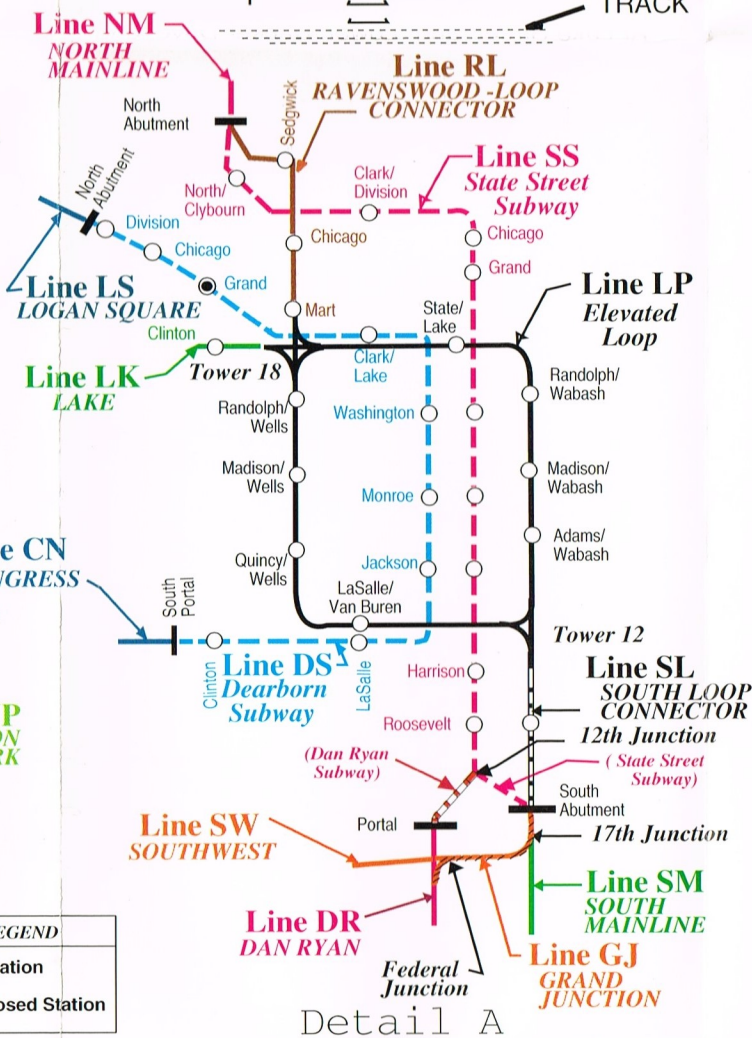 TRACK
Line NM
NORTH
MAINLINE
Line RL
RAVENSWOOD -LOOP
CONNECTOR
North
Abutment
Sedgwick
North
Abutment
Line SS
State Street
Subway
Clark/
Division
North/
Clybourn
Division
Chicago
Chicago
Chicago
Grand
Grand
Line LS
LOGAN SQUARE
Line LP
Elevated
Loop
Mart
State/
Lake
Clinton
Clark/
Lake
Line LK
LAKE
Tower 18
Randolph/
Wells
Washington
Randolph/
Wabash
Madison/
Wells
Monroe
Madison/
Wabash
Quincy/
Wells
Jackson
Adams/
Wabash
e CN
NGRESS
South
Portal
LaSalle/
Van Buren
Tower 12
Clinton
Line DS
Dearborn
Subway
LaSalle
Harrison
Line SL
SOUTH LOOP
CONNECTOR
P
ON
RK
Roosevelt
12th Junction
(Dan Ryan
Subway)
( State Street
Subway)
South
Abutment
Portal
Line SW
SOUTHWEST
17th Junction
Line SM
SOUTH
MAINLINE
Line DR
DAN RYAN
EGEND
ation
osed Station
Federal
Junction
Line GJ
GRAND
JUNCTION
Detail A